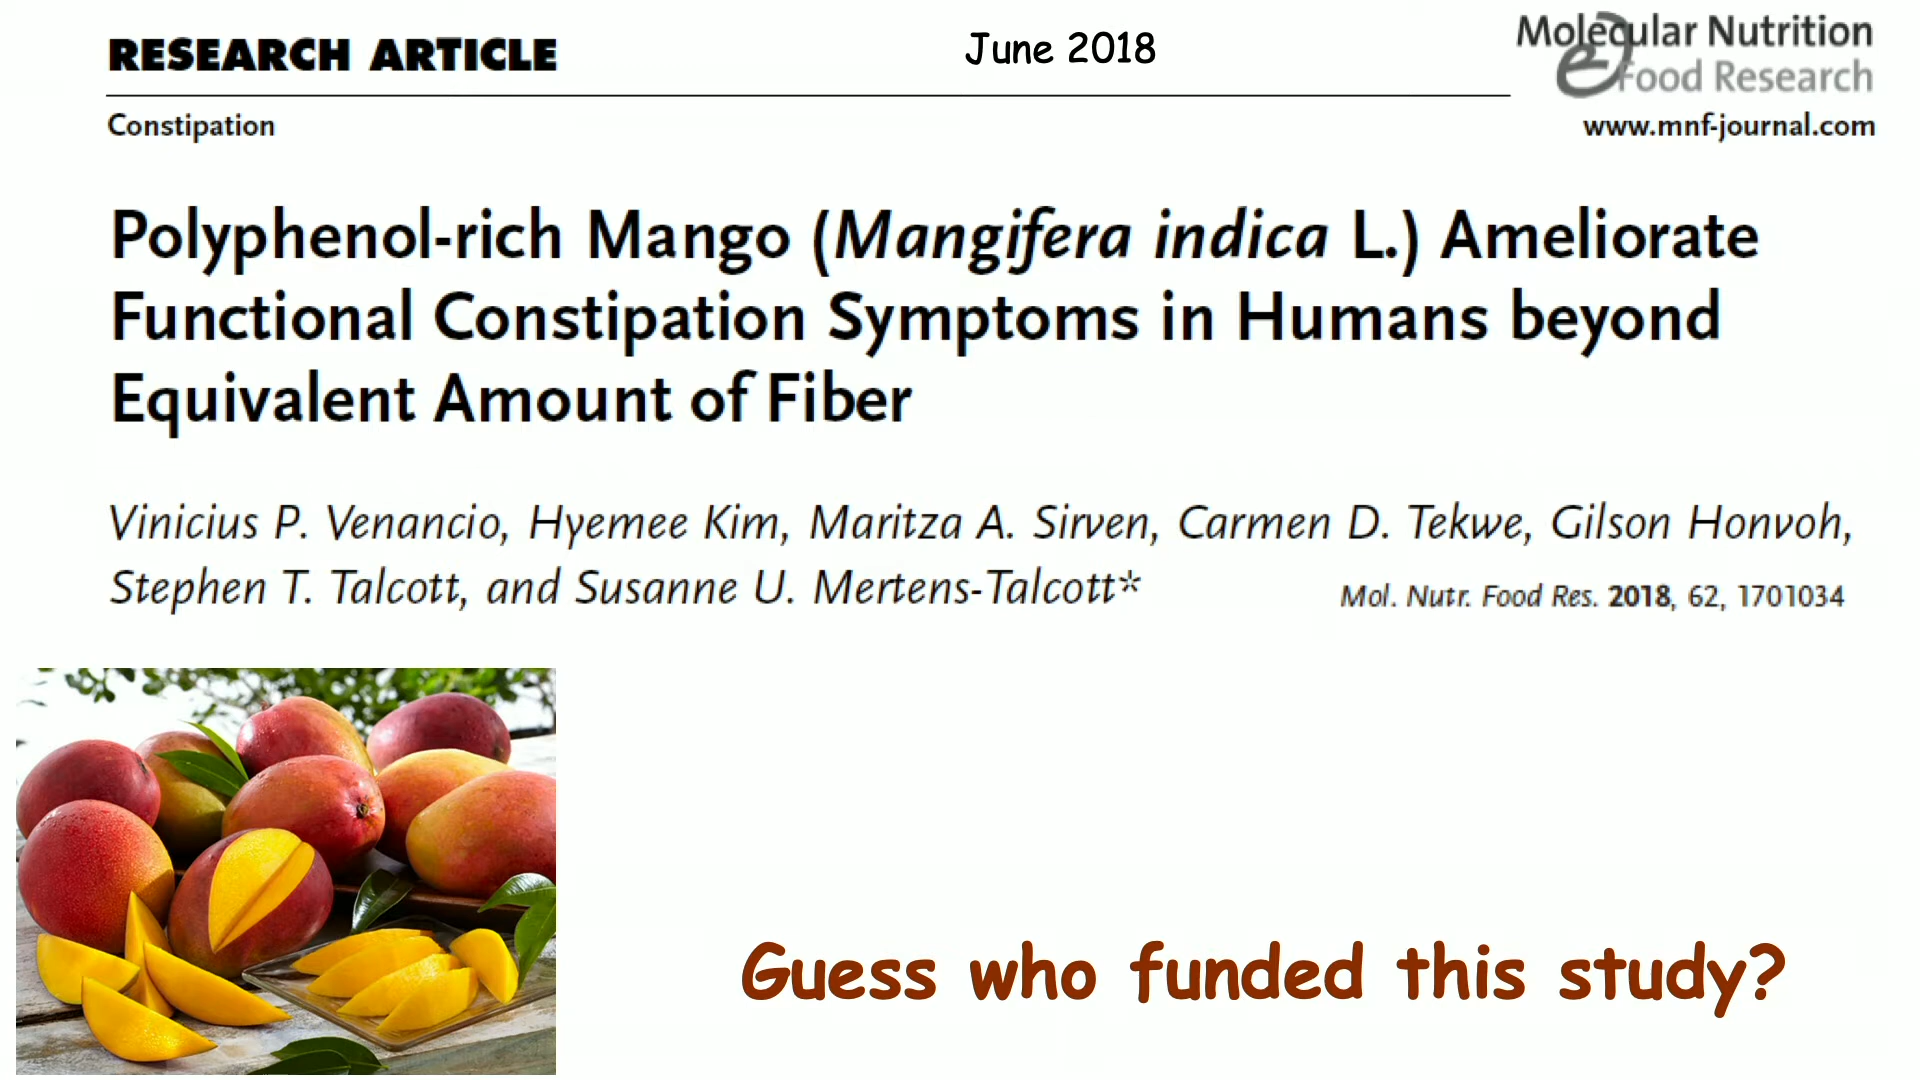 RESEARCH ARTICLE
June 2018
Molecular Nutrition
Food Research
Constipation
www.mnf-journal.com
Polyphenol-rich Mango (Mangifera indica L.) Ameliorate
Functional Constipation Symptoms in Humans beyond
Equivalent Amount of Fiber
Vinicius P. Venancio, Hyemee Kim, Maritza A. Sirven, Carmen D. Tekwe, Gilson Honvoh,
Stephen T. Talcott, and Susanne U. Mertens-Talcott*
Mol. Nutr. Food Res. 2018, 62, 1701034
Guess who funded this study?